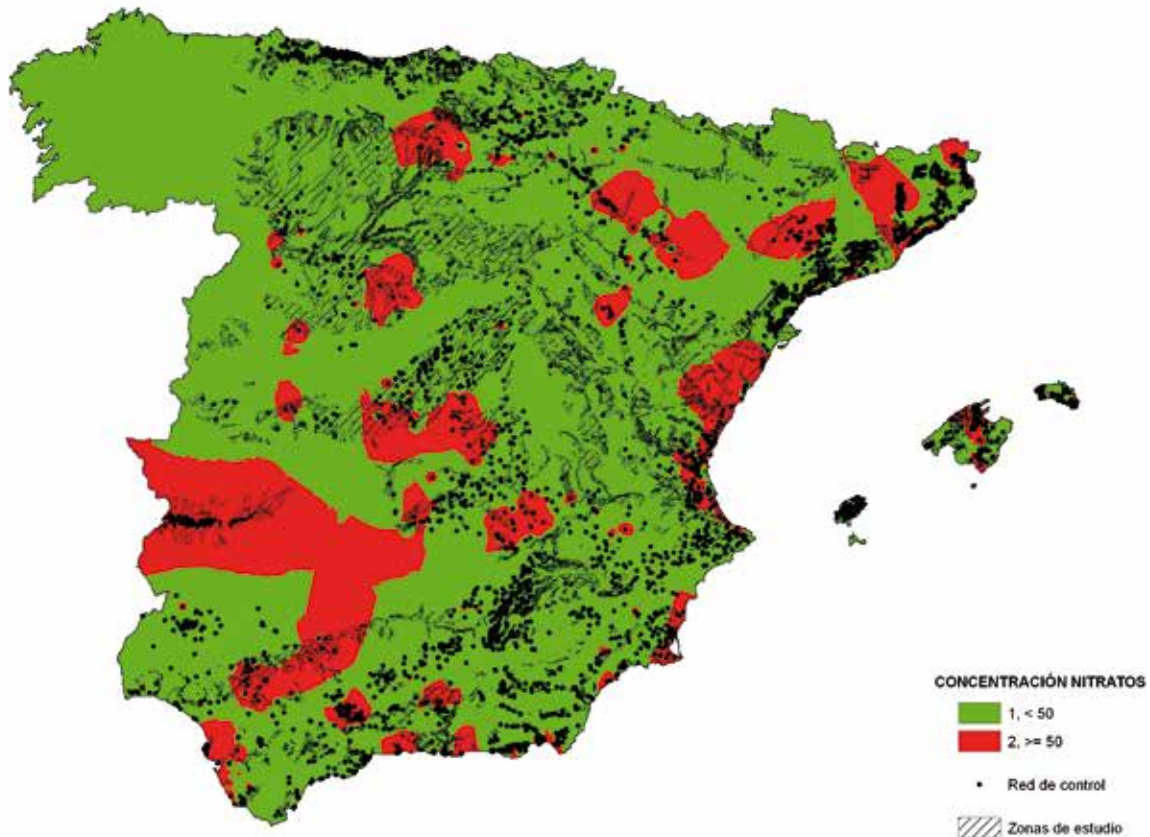 CONCENTRACIÓN NITRATOS
1, < 50
2, >= 50
Red de control
Zonas de estudio